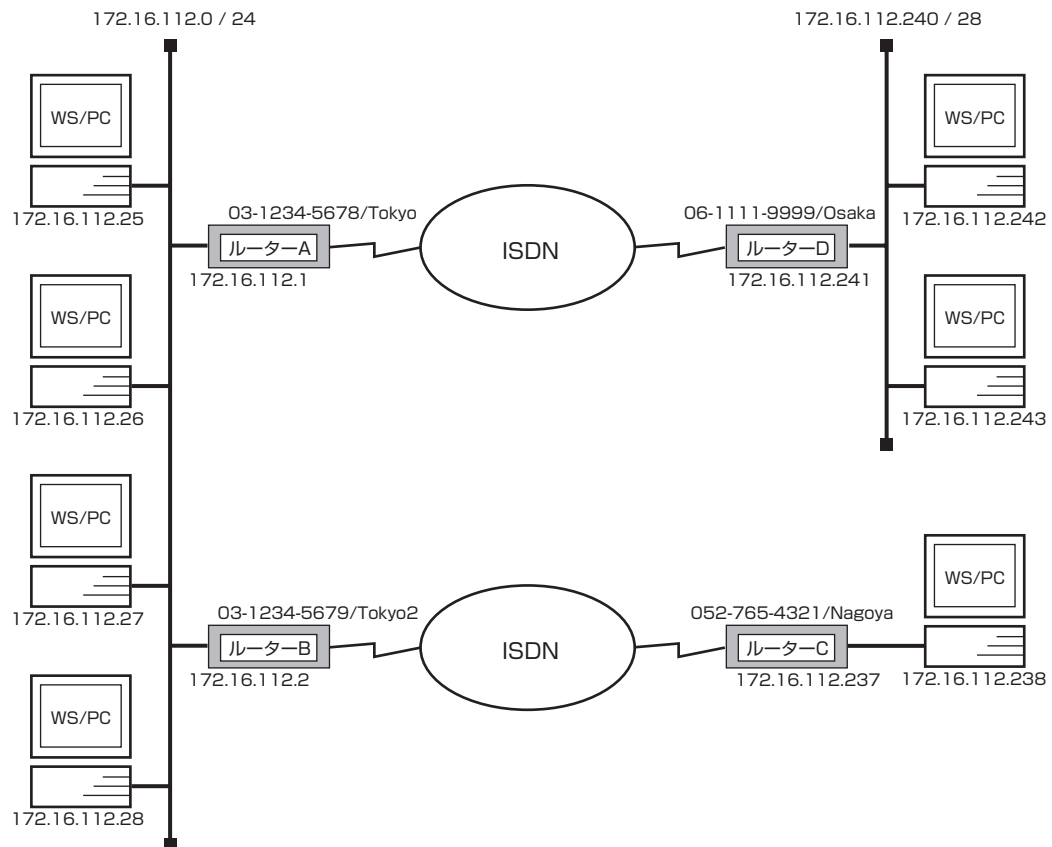 172.16.112.0 / 24
172.16.112.240 / 28
WS/PC
172.16.112.25
WS/PC
172.16.112.242
03-1234-5678/Tokyo
ルーターA
172.16.112.1
ISDN
06-1111-9999/Osaka
ルーターD
172.16.112.241
WS/PC
172.16.112.26
WS/PC
172.16.112.243
WS/PC
172.16.112.27
03-1234-5679/Tokyo2
ルーターB
172.16.112.2
ISDN
052-765-4321/Nagoya
ルーターC
172.16.112.237
WS/PC
172.16.112.238
WS/PC
172.16.112.28